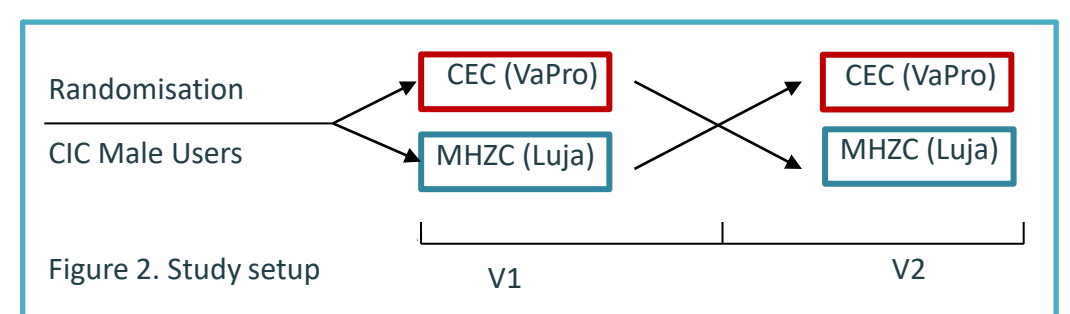 Randomisation
CIC Male Users
CEC (VaPro)
MHZC (Luja)
CEC (VaPro)
MHZC (Luja)
V1
V2
Figure 2. Study setup